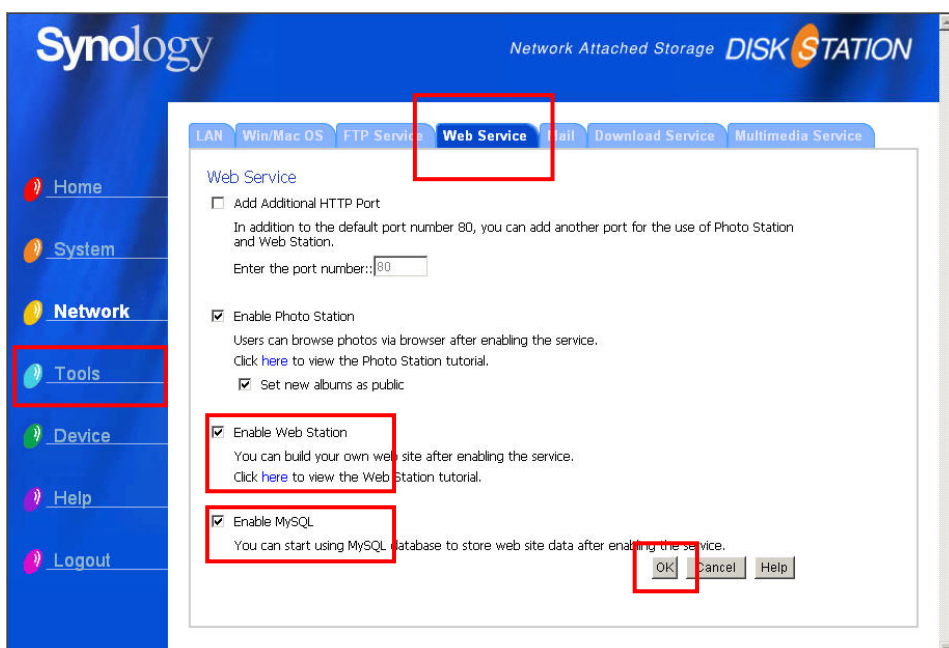 Synology
Network Attached Storage DISK STATION
LAN Win/Mac OS FTP Service Web Service Mail Download Service Multimedia Service
Home
System
Network
Tools
Device
Help
Logout
Web Service
Add Additional HTTP Port
In addition to the default port number 80, you can add another port for the use of Photo Station
and Web Station.
Enter the port number::80
Enable Photo Station
Users can browse photos via browser after enabling the service.
Click here to view the Photo Station tutorial.
Set new albums as public
Enable Web Station
You can build your own web site after enabling the service.
Click here to view the Web Station tutorial.
Enable MySQL
You can start using MySQL database to store web site data after enabling the service.
OK Cancel Help